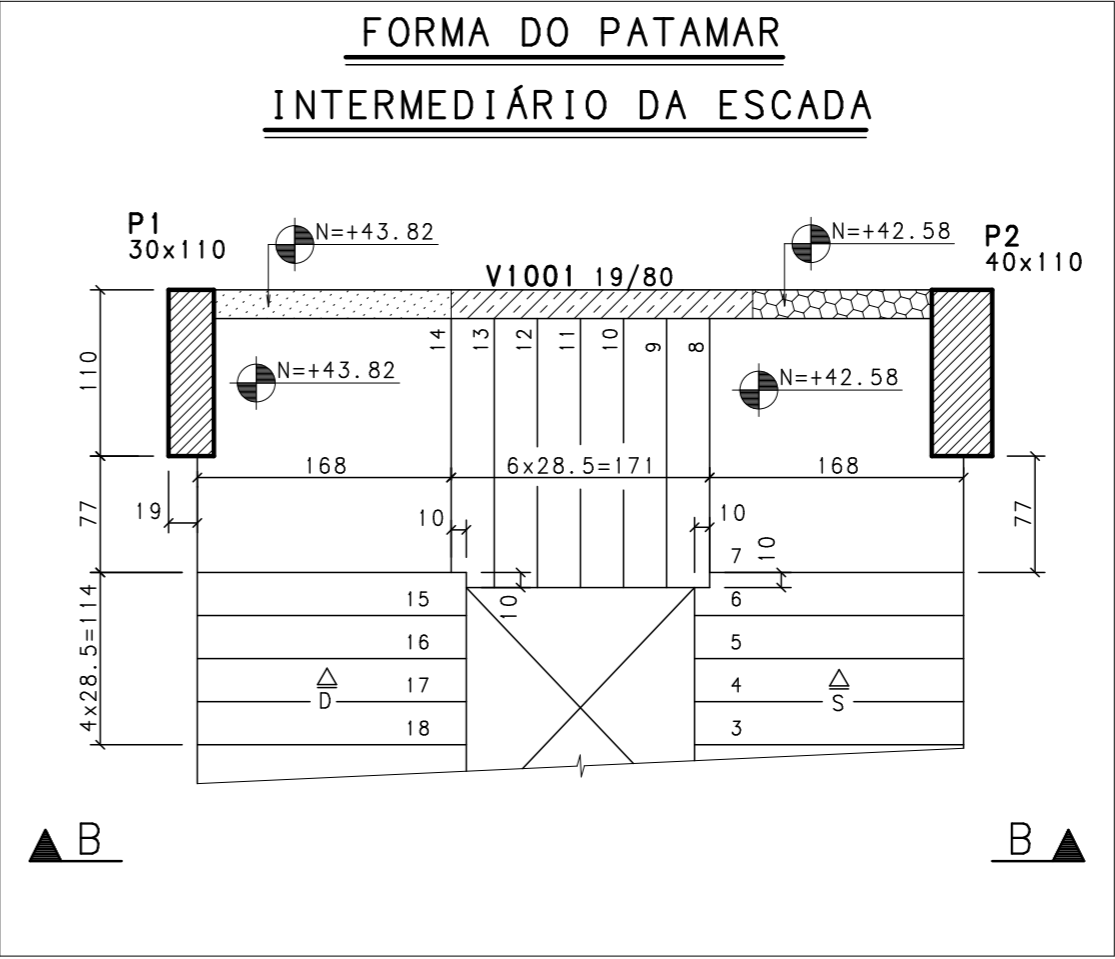 FORMA DO PATAMAR
INTERMEDIÁRIO DA ESCADA
P1
30x110
N=+43.82
N=+42.58
P2
40x110
V1001 19/80
14
13
12
11
10
9
8
N=+43.82
N=+42.58
110
168
6x28.5=171
168
77
19
10
10
77
7
10
10
15
6
16
5
4x28.5=114
17
4
D
S
18
3
B
B